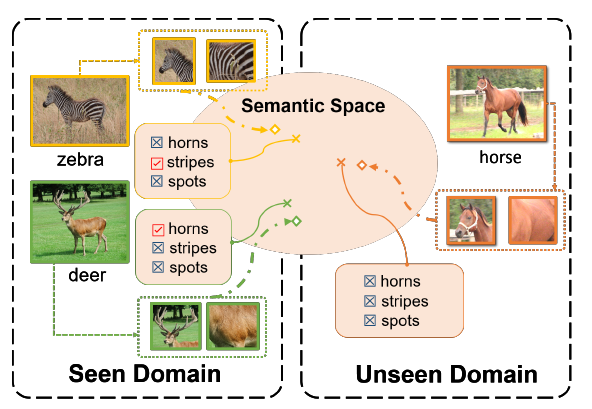 Semantic Space
zebra
horns
stripes
spots
horse
deer
horns
stripes
spots
horns
stripes
spots
Seen Domain
Unseen Domain